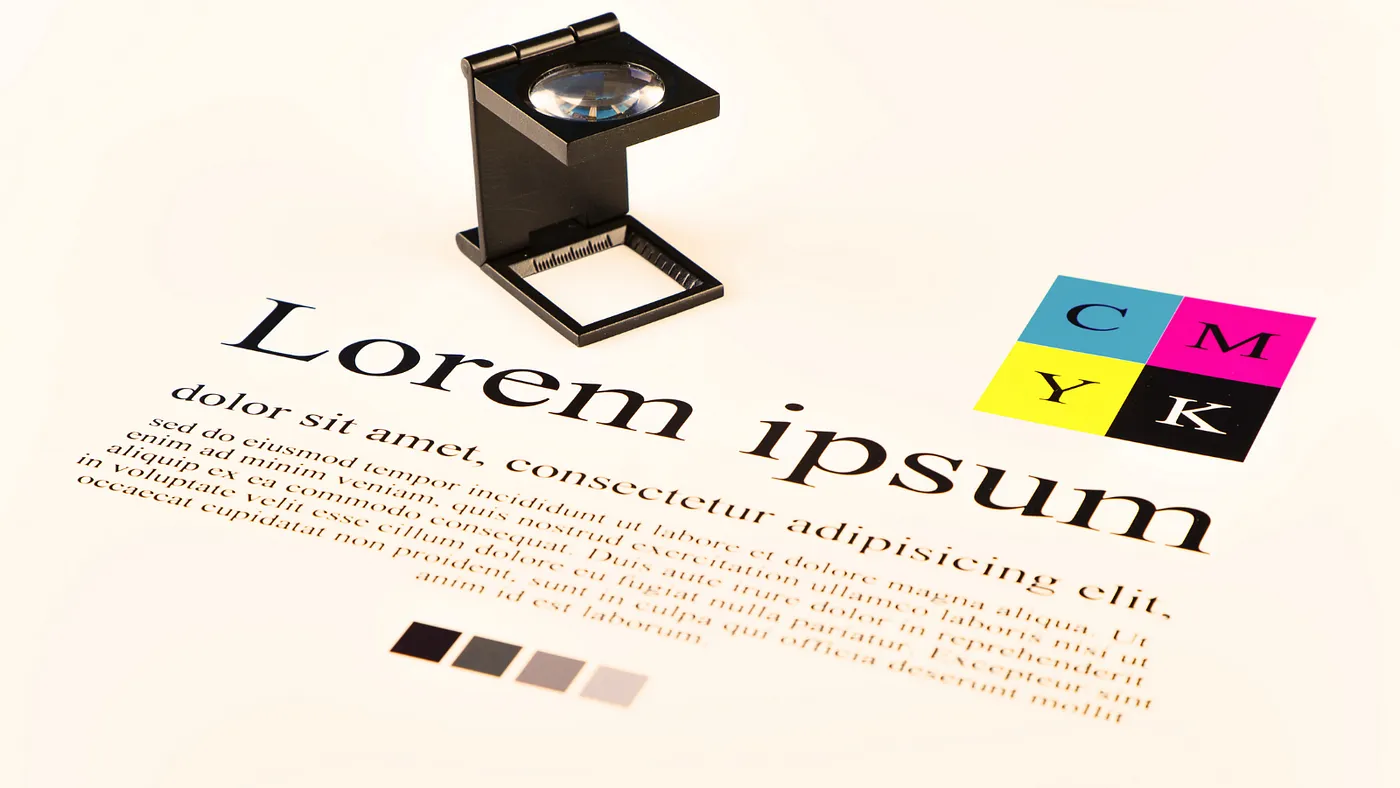 C M
Y K
Lorem ipsum
dolor sit amet, consectetur adipisicing elit,
sed do eiusmod tempor incididunt ut labore et dolore magna aliqua. Ut
enim ad minim veniam, quis nostrud exercitation ullamco laboris nisi ut
aliquip ex ea commodo consequat. Duis aute irure dolor in reprehenderit
in voluptate velit esse cillum dolore eu fugiat nulla pariatur. Excepteur sint
occaecat cupidatat non proident, sunt in culpa qui officia deserunt mollit
anim id est laborum.